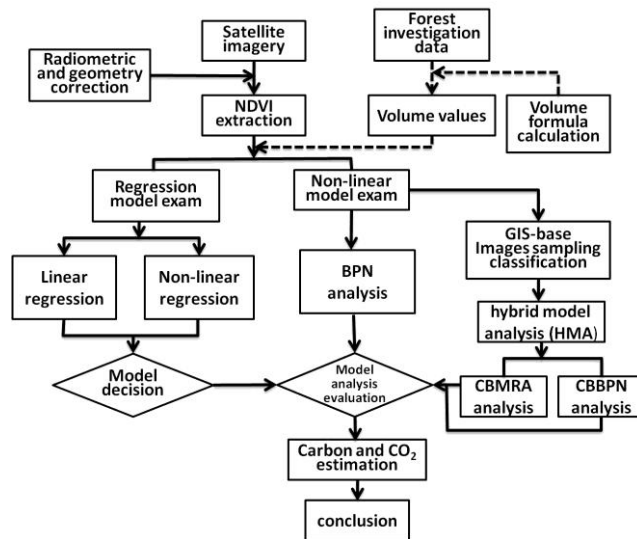 Satellite
imagery
Forest
investigation
data
Radiometric
and geometry
correction
NDVI
extraction
Volume values
Volume
formula
calculation
Regression
model exam
Non-linear
model exam
GIS-base
Images sampling
classification
Linear
regression
Non-linear
regression
BPN
analysis
hybrid model
analysis (HMA)
Model
decision
Model
analysis
evaluation
CBMRA
analysis
CBBPN
analysis
Carbon and CO₂
estimation
conclusion